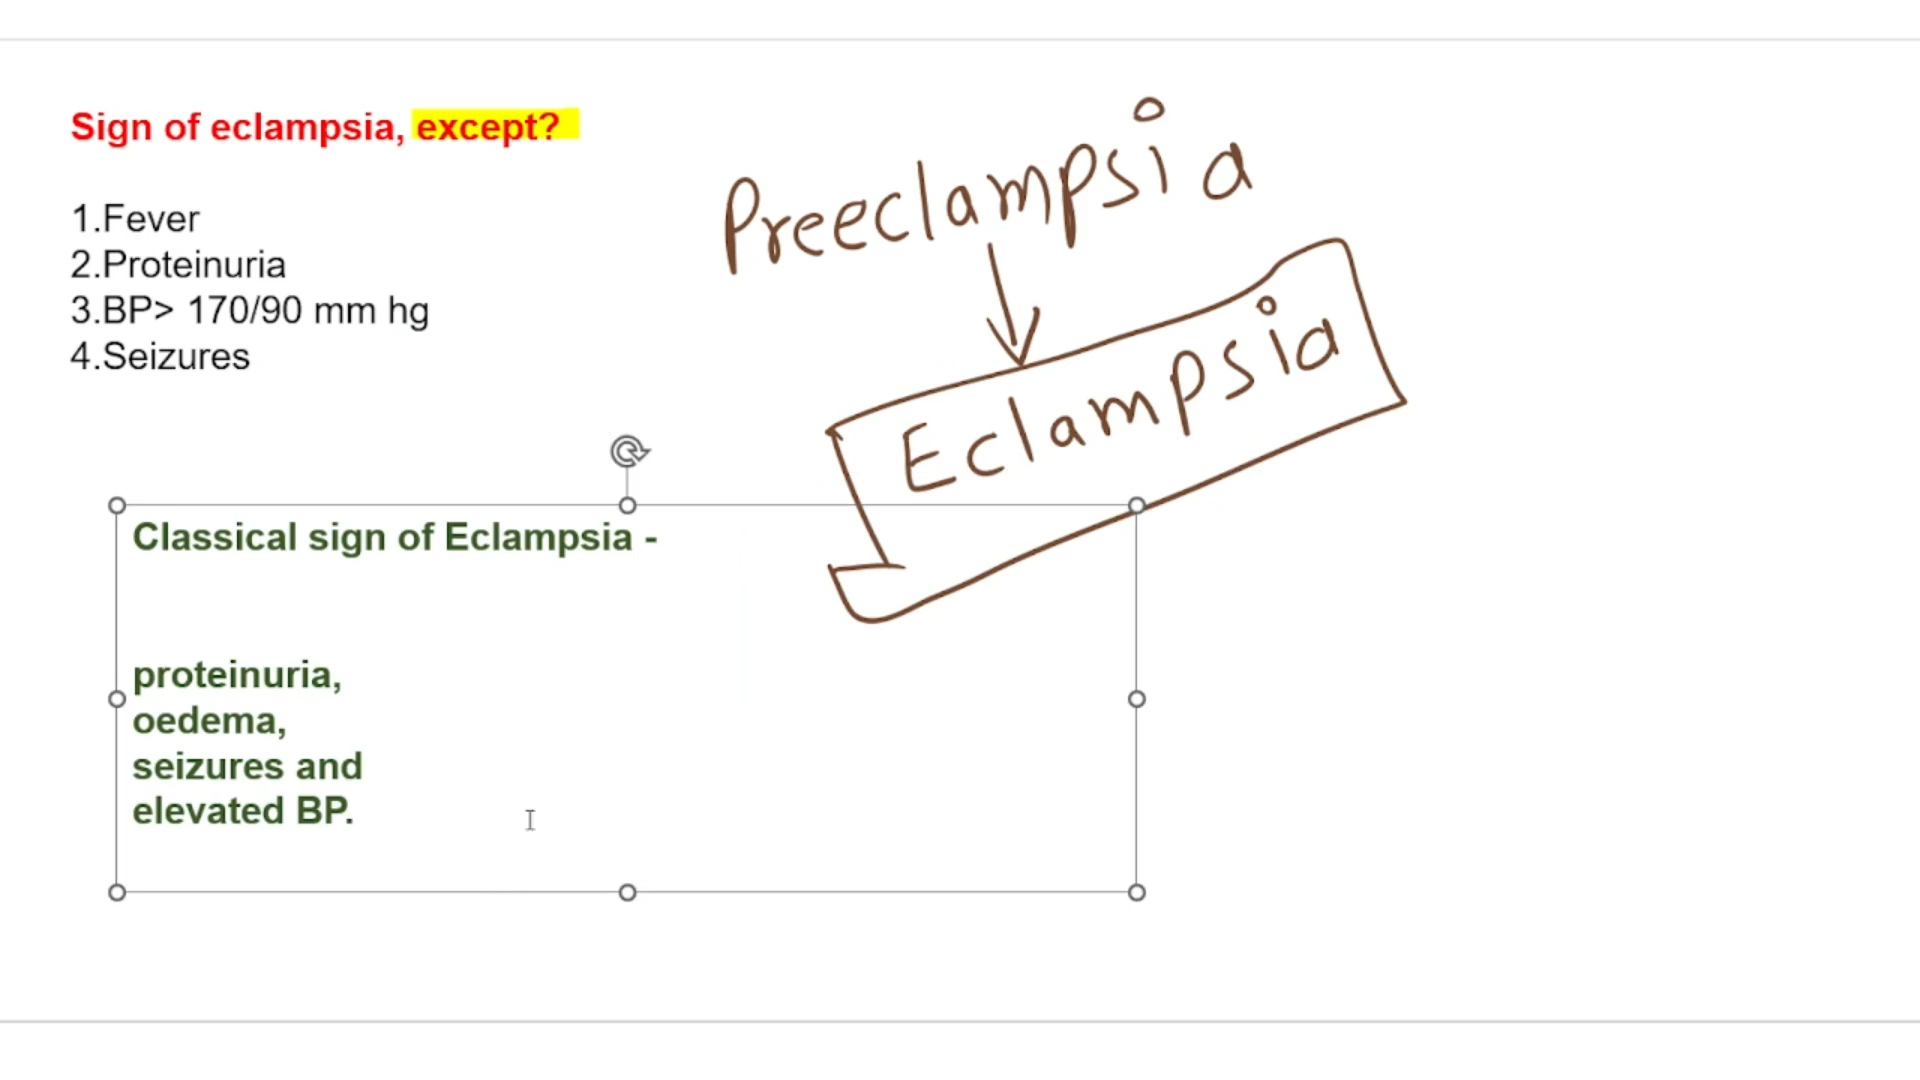 Sign of eclampsia, except?
1.Fever
2.Proteinuria
3.BP> 170/90 mm hg
4.Seizures
Preeclampsia
Eclampsia
Classical sign of Eclampsia -
proteinuria,
oedema,
seizures and
elevated BP.